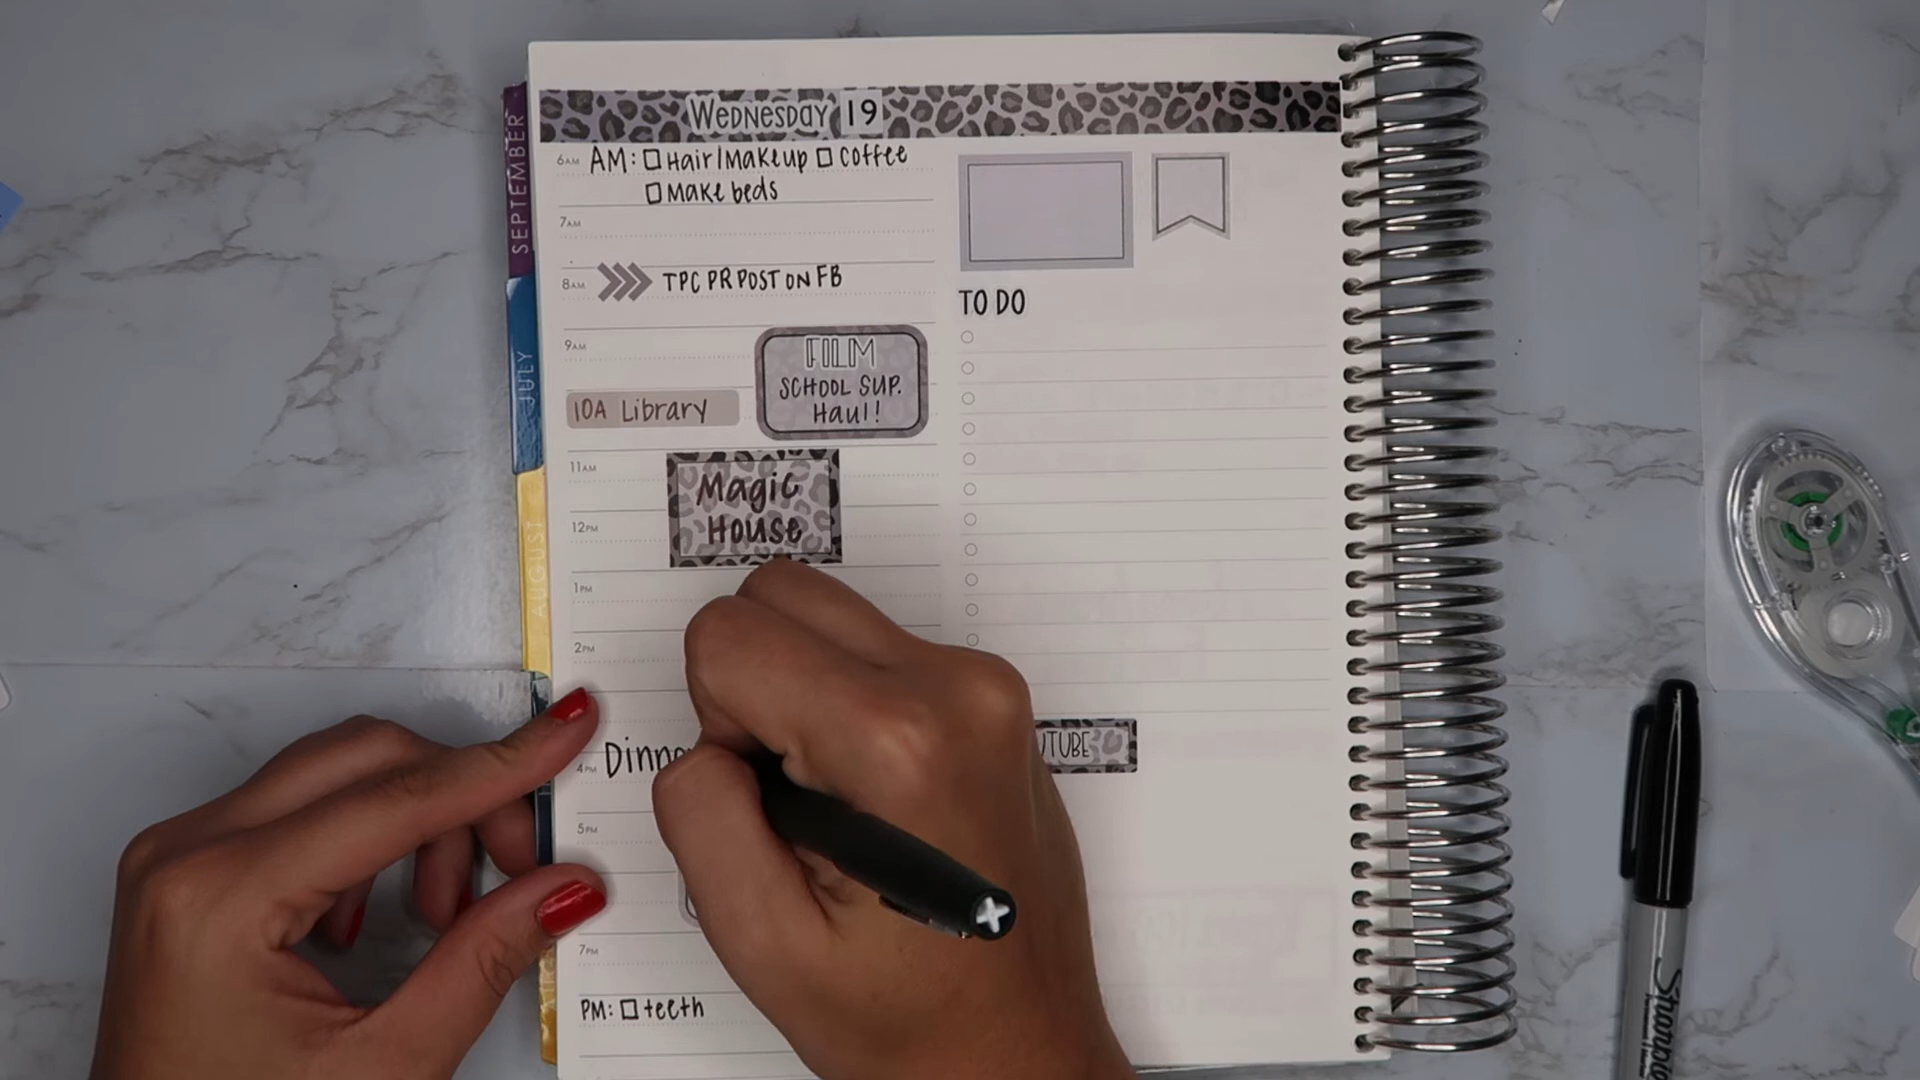 Wednesday 19
6AM AM: Hair/Makeup Coffee
Make beds
7AM
8AM TPC PR POST ON FB
9AM
FILM
SCHOOL SUP.
Haul!
10A Library
11AM
Magic
House
12PM
1PM
2PM
4PM
5PM
7PM
PM: teeth
TO DO
SEPTEMBER
JULY
AUGUST
Sharpie